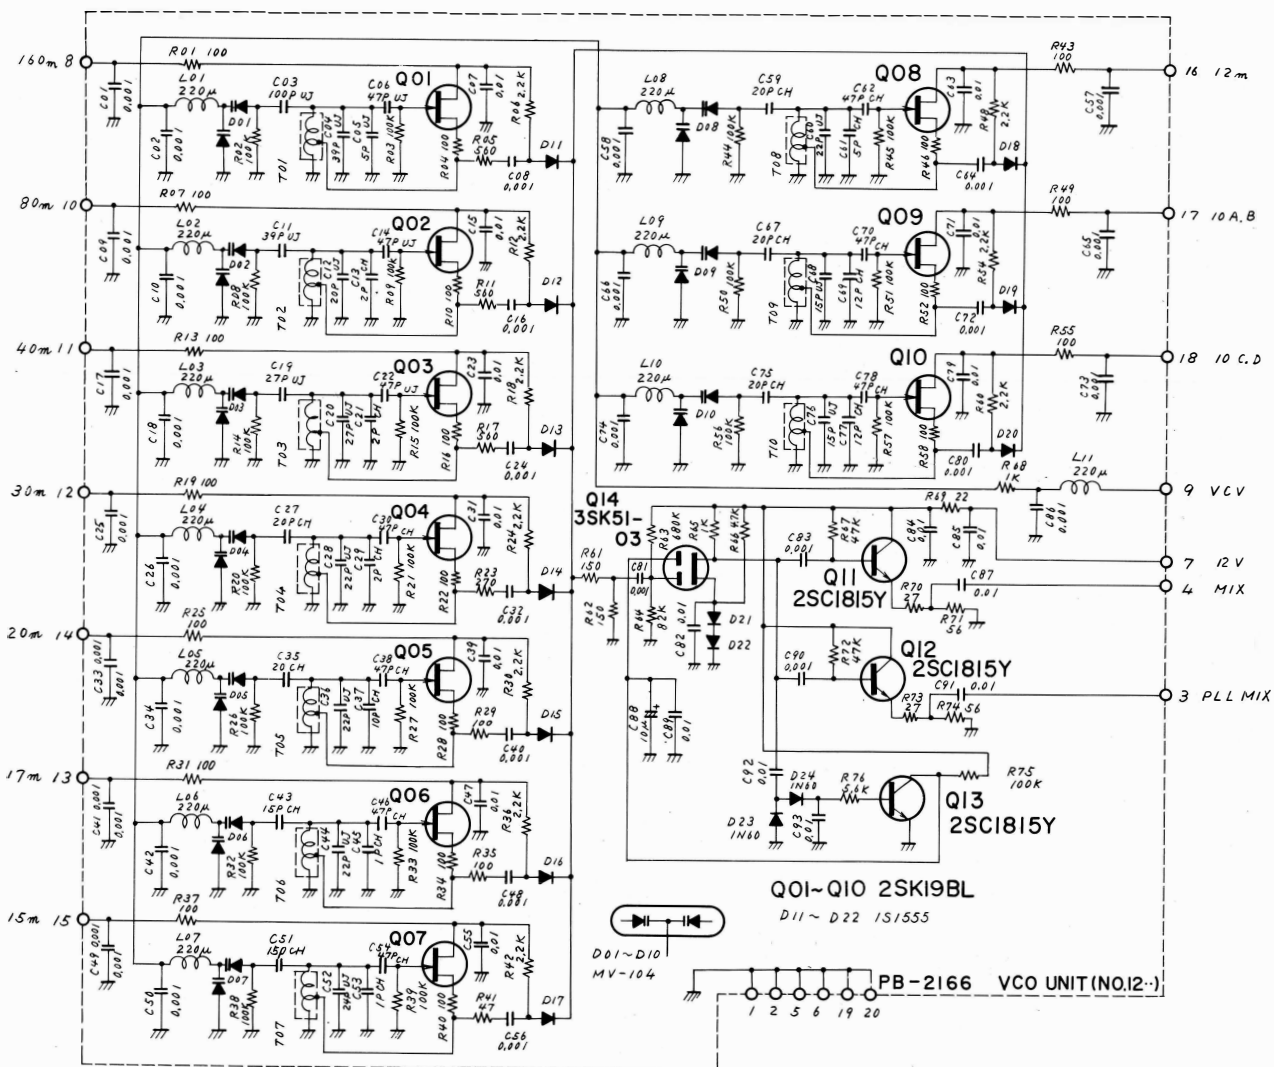 160m 8
R01 100
C01 0,001
L01 220μ
C02 0,001
D01
R02 100K
C03 100P UJ
T01
C04 39P UJ
C05 5P CH
C06 47P UJ
R03 100K
Q01
R04 100
C07 0,01
R06 2,2K
R05 560
C08 0,001
D11
80m 10
R07 100
C09 0,001
L02 220μ
C10 0,001
D02
R08 100K
C11 39P UJ
T02
C12 20P UJ
C13 2P CH
C14 47P UJ
R09 100K
Q02
R10 100
C15 0,01
R12 2,2K
R11 560
C16 0,001
D12
40m 11
R13 100
C17 0,001
L03 220μ
C18 0,001
D03
R14 100K
C19 27P UJ
T03
C20 27P UJ
C21 2P CH
C22 47P UJ
R15 100K
Q03
R16 100
C23 0,01
R18 2,2K
R17 560
C24 0,001
D13
30m 12
R19 100
C25 0,001
L04 220μ
C26 0,001
D04
R20 100K
C27 20P CH
T04
C28 22P UJ
C29 2P CH
C30 47P CH
R21 100K
Q04
R22 100
C31 0,01
R24 2,2K
R23 270
C32 0,001
D14
20m 14
R25 100
C33 0,001
0,001
L05 220μ
C34 0,001
D05
R26 100K
C35 20 CH
T05
C36 22P UJ
C37 10P CH
C38 47P CH
R27 100K
Q05
R28 100
C39 0,01
R30 2,2K
R29 100
C40 0,001
D15
17m 13
R31 100
C41 0,001
0,001
L06 220μ
C42 0,001
D06
R32 100K
C43 15P CH
T06
C44 22P UJ
C45 1P CH
C46 47P CH
R33 100K
Q06
R34 100
C47 0,01
R36 2,2K
R35 100
C48 0,001
D16
15m 15
R37 100
C49 0,001
0,001
L07 220μ
C50 0,001
D07
R38 100K
C51 15P CH
T07
C52 24P UJ
C53 1P CH
C54 47P CH
R39 100K
Q07
R40 100
C55 0,01
R42 2,2K
R41 47
C56 0,001
D17
L08 220μ
C58 0,001
D08
R44 100K
C59 20P CH
T08
C60 22P UJ
C61 5P CH
C62 47P CH
R45 100K
Q08
R46 100
C63 0,01
R48 2,2K
C64 0,001
D18
R43 100
C57 0,001
16 12m
L09 220μ
C66 0,001
D09
R50 100K
C67 20P CH
T09
C68 15P UJ
C69 12P CH
C70 47P CH
R51 100K
Q09
R52 100
C71 0,01
R54 2,2K
C72 0,001
D19
R49 100
C65 0,001
17 10 A.B
L10 220μ
C74 0,001
D10
R56 100K
C75 20P CH
T10
C76 15P UJ
C77 12P CH
C78 47P CH
R57 100K
Q10
R58 100
C79 0,01
R60 2,2K
C80 0.001
D20
R55 100
C73 0,001
18 10 C.D
R68 1K
L11 220μ
C86 0,001
9 VCV
Q14
3SK51-
03
R61 150
R62 150
C81 0,001
R63 680K
R64 82K
R65 1K
R66 4.7K
C82 0,01
D21
D22
C83 0,001
R67 47K
Q11
2SC1815Y
R69 22
C84 0,1
C85 0,01
7 12V
R70 27
C87 0.01
R71 56
4 MIX
C90 0,001
R72 47K
Q12
2SC1815Y
R73 27
C91 0.01
R74 56
3 PLL MIX
C88 10μ
C89 0,01
C92 0,01
D23 1N60
D24 1N60
C93 0,01
R76 5,6K
Q13
2SC1815Y
R75 100K
Q01~Q10 2SK19BL
D11~ D22 1S1555
D01~D10
MV-104
PB-2166 VCO UNIT (NO.12··)
1 2 5 6 19 20